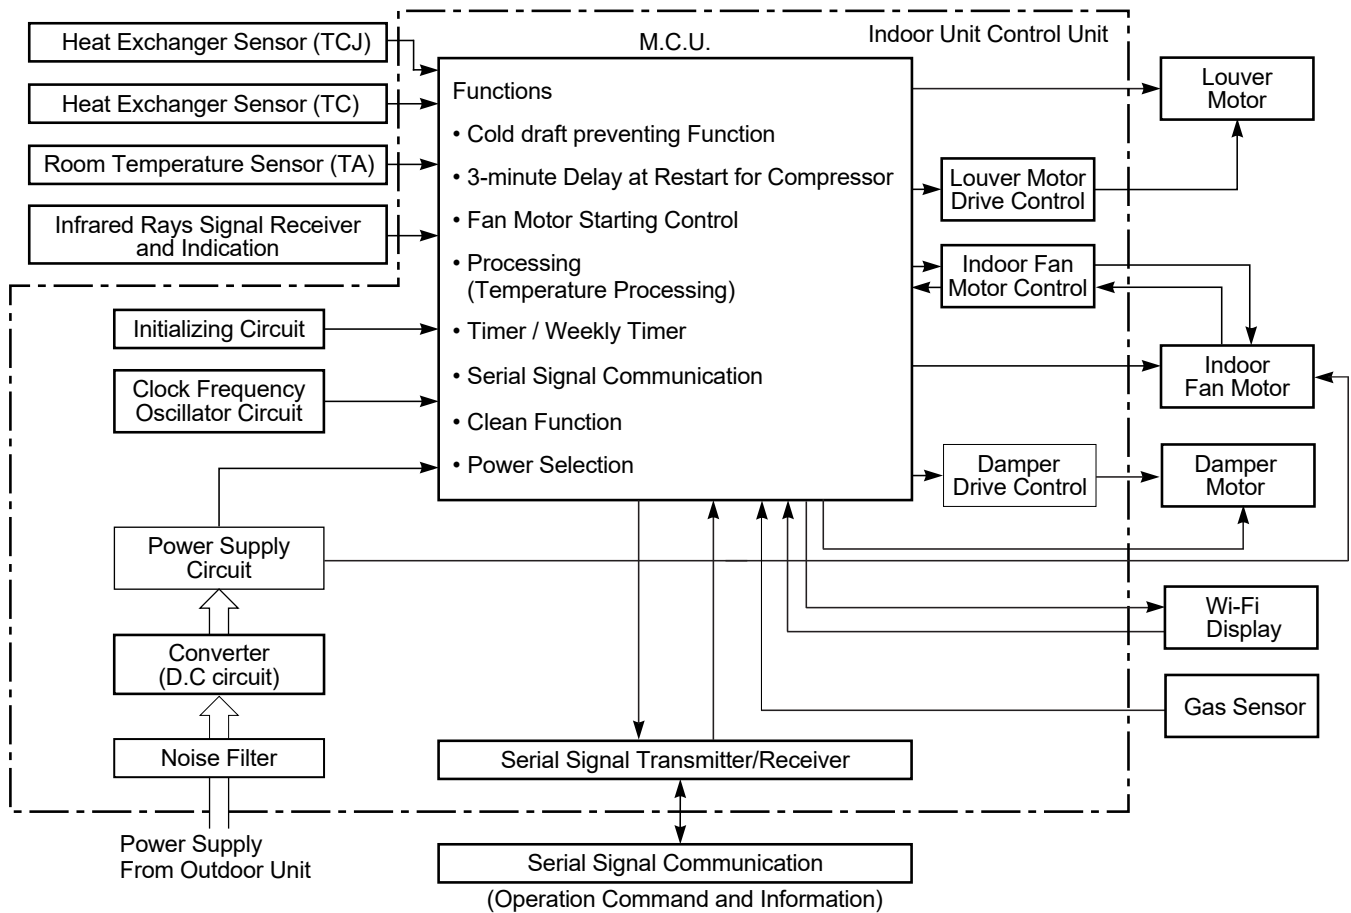 Indoor Unit Control Unit
M.C.U.
Heat Exchanger Sensor (TCJ)
Heat Exchanger Sensor (TC)
Room Temperature Sensor (TA)
Infrared Rays Signal Receiver
and Indication
Initializing Circuit
Clock Frequency
Oscillator Circuit
Power Supply
Circuit
Converter
(D.C circuit)
Noise Filter
Power Supply
From Outdoor Unit
Functions
• Cold draft preventing Function
• 3-minute Delay at Restart for Compressor
• Fan Motor Starting Control
• Processing
(Temperature Processing)
• Timer / Weekly Timer
• Serial Signal Communication
• Clean Function
• Power Selection
Louver Motor
Drive Control
Indoor Fan
Motor Control
Damper
Drive Control
Louver
Motor
Indoor
Fan Motor
Damper
Motor
Wi-Fi
Display
Gas Sensor
Serial Signal Transmitter/Receiver
Serial Signal Communication
(Operation Command and Information)